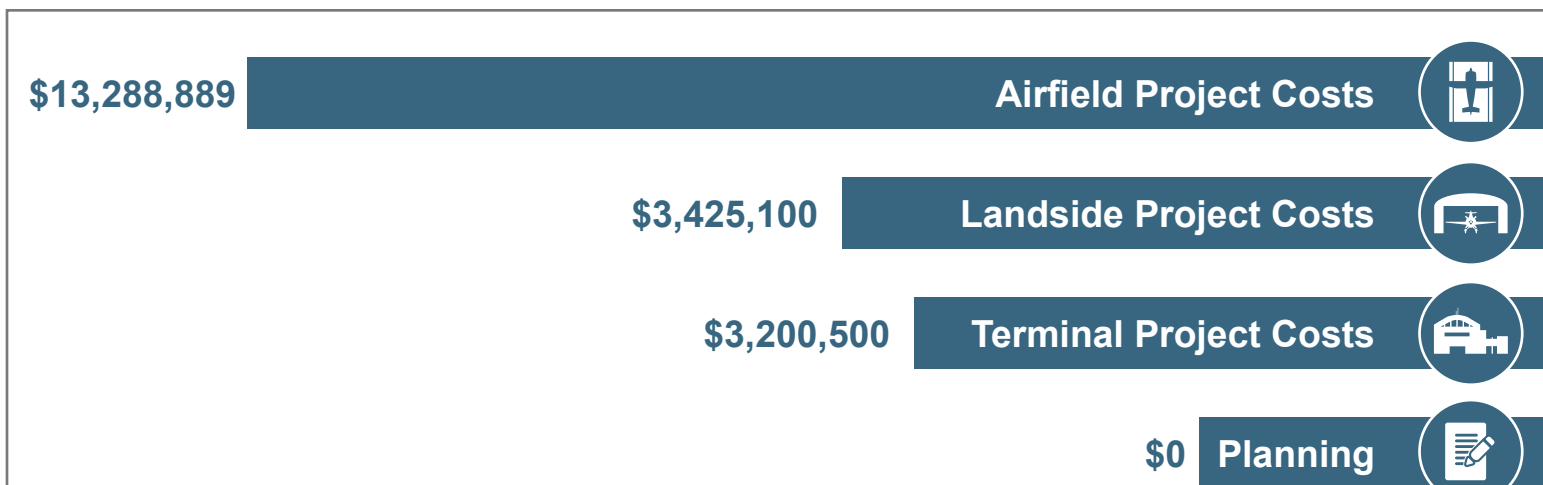 $13,288,889 Airfield Project Costs
$3,425,100 Landside Project Costs
$3,200,500 Terminal Project Costs
$0 Planning